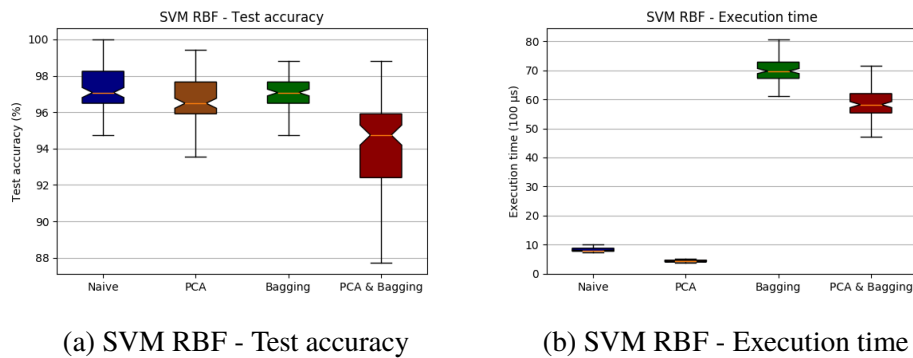 SVM RBF - Test accuracy
Test accuracy (%)
100
98
96
94
92
90
88
Naive
PCA
Bagging
PCA & Bagging
(a) SVM RBF - Test accuracy
SVM RBF - Execution time
Execution time (100 µs)
80
70
60
50
40
30
20
10
0
Naive
PCA
Bagging
PCA & Bagging
(b) SVM RBF - Execution time